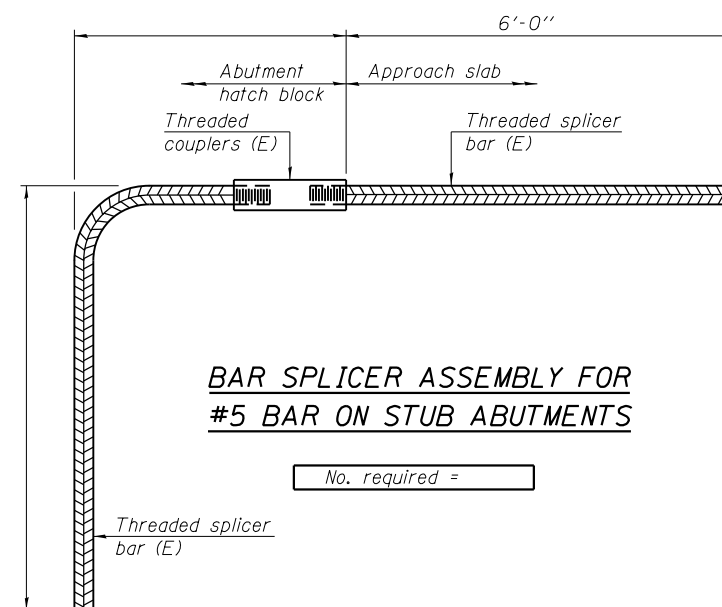 6'-0"
Abutment
hatch block
Approach slab
Threaded
couplers (E)
Threaded splicer
bar (E)
BAR SPLICER ASSEMBLY FOR
#5 BAR ON STUB ABUTMENTS
No. required =
Threaded splicer
bar (E)